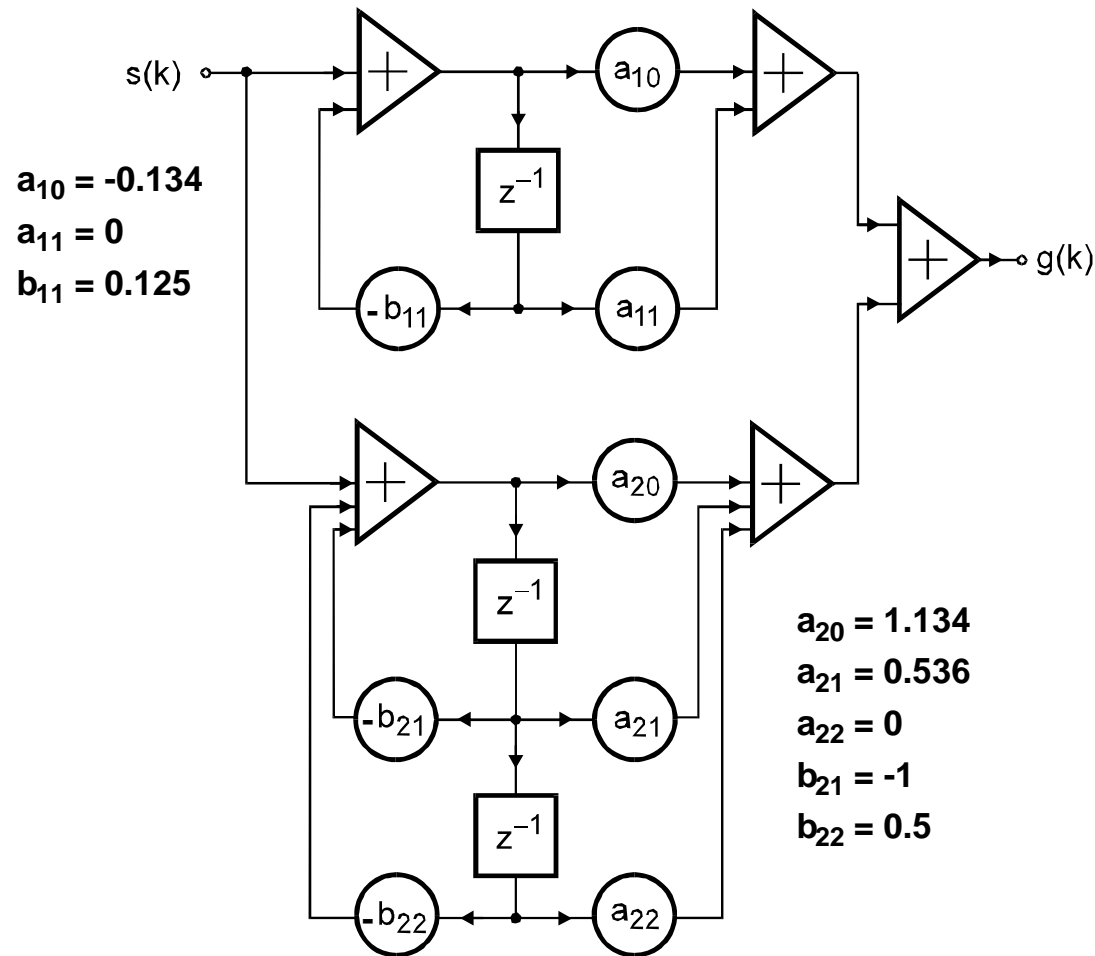 s(k)
+
a₁₀
+
z⁻¹
a₁₀ = -0.134
a₁₁ = 0
b₁₁ = 0.125
-b₁₁
a₁₁
+
g(k)
+
a₂₀
+
z⁻¹
-b₂₁
a₂₁
z⁻¹
-b₂₂
a₂₂
a₂₀ = 1.134
a₂₁ = 0.536
a₂₂ = 0
b₂₁ = -1
b₂₂ = 0.5